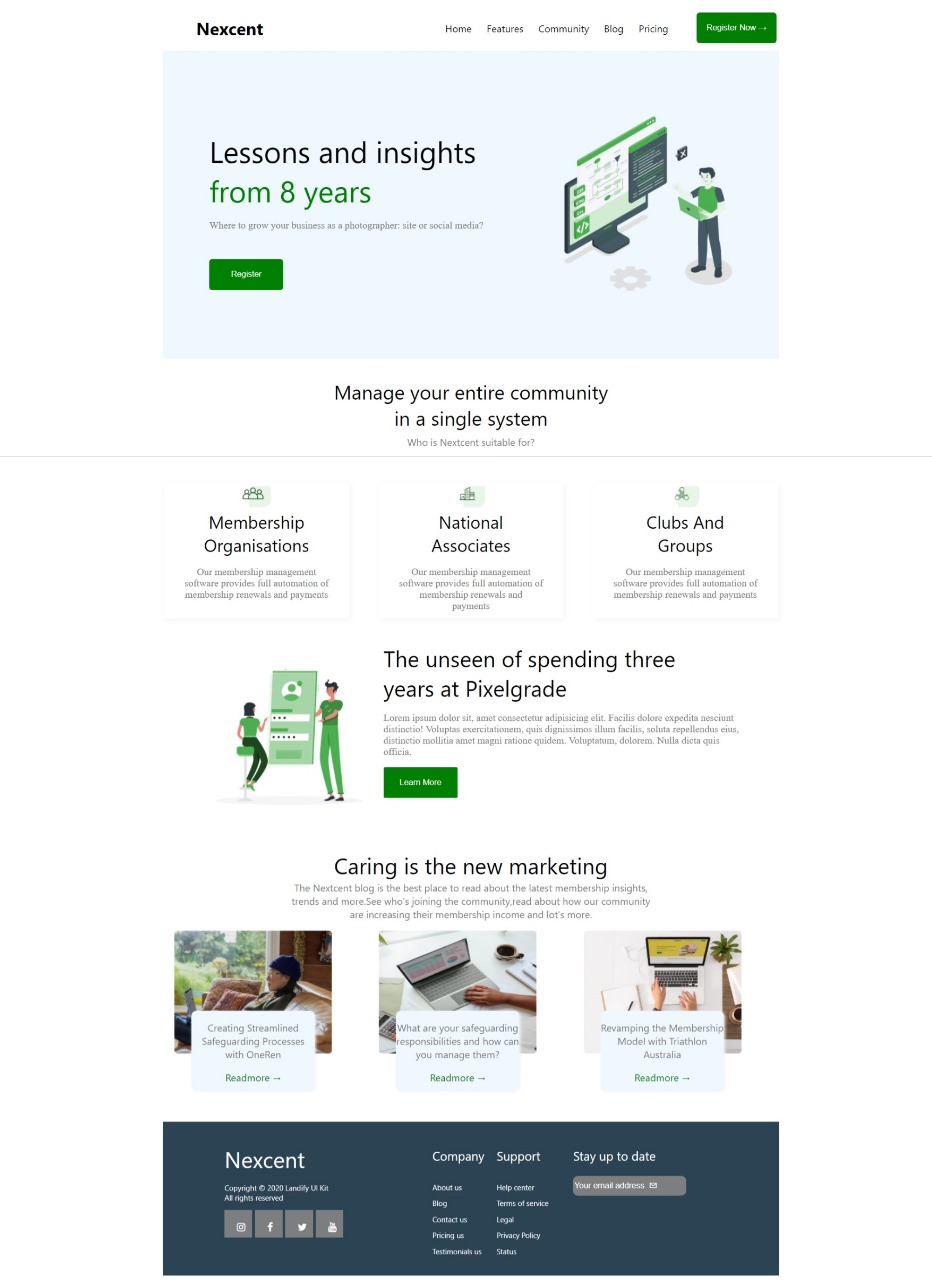 Nexcent
Home Features Community Blog Pricing
Register Now →
Lessons and insights
from 8 years
Where to grow your business as a photographer: site or social media?
Register
Manage your entire community
in a single system
Who is Nextcent suitable for?
Membership
Organisations
Our membership management
software provides full automation of
membership renewals and payments
National
Associates
Our membership management
software provides full automation of
membership renewals and
payments
Clubs And
Groups
Our membership management
software provides full automation of
membership renewals and payments
The unseen of spending three
years at Pixelgrade
Lorem ipsum dolor sit, amet consectetur adipisicing elit. Facilis dolore expedita nesciunt
distinctio! Voluptas exercitationem, quis dignissimos illum facilis, soluta repellendus eius,
distinctio mollitia amet magni ratione quidem. Voluptatum, dolorem. Nulla dicta quis
officia.
Learn More
Caring is the new marketing
The Nextcent blog is the best place to read about the latest membership insights,
trends and more.See who's joining the community,read about how our community
are increasing their membership income and lot's more.
Creating Streamlined
Safeguarding Processes
with OneRen
Readmore →
What are your safeguarding
responsibilities and how can
you manage them?
Readmore →
Revamping the Membership
Model with Triathlon
Australia
Readmore →
Nexcent
Copyright © 2020 Landify UI Kit
All rights reserved
Company
About us
Blog
Contact us
Pricing us
Testimonials us
Support
Help center
Terms of service
Legal
Privacy Policy
Status
Stay up to date
Your email address